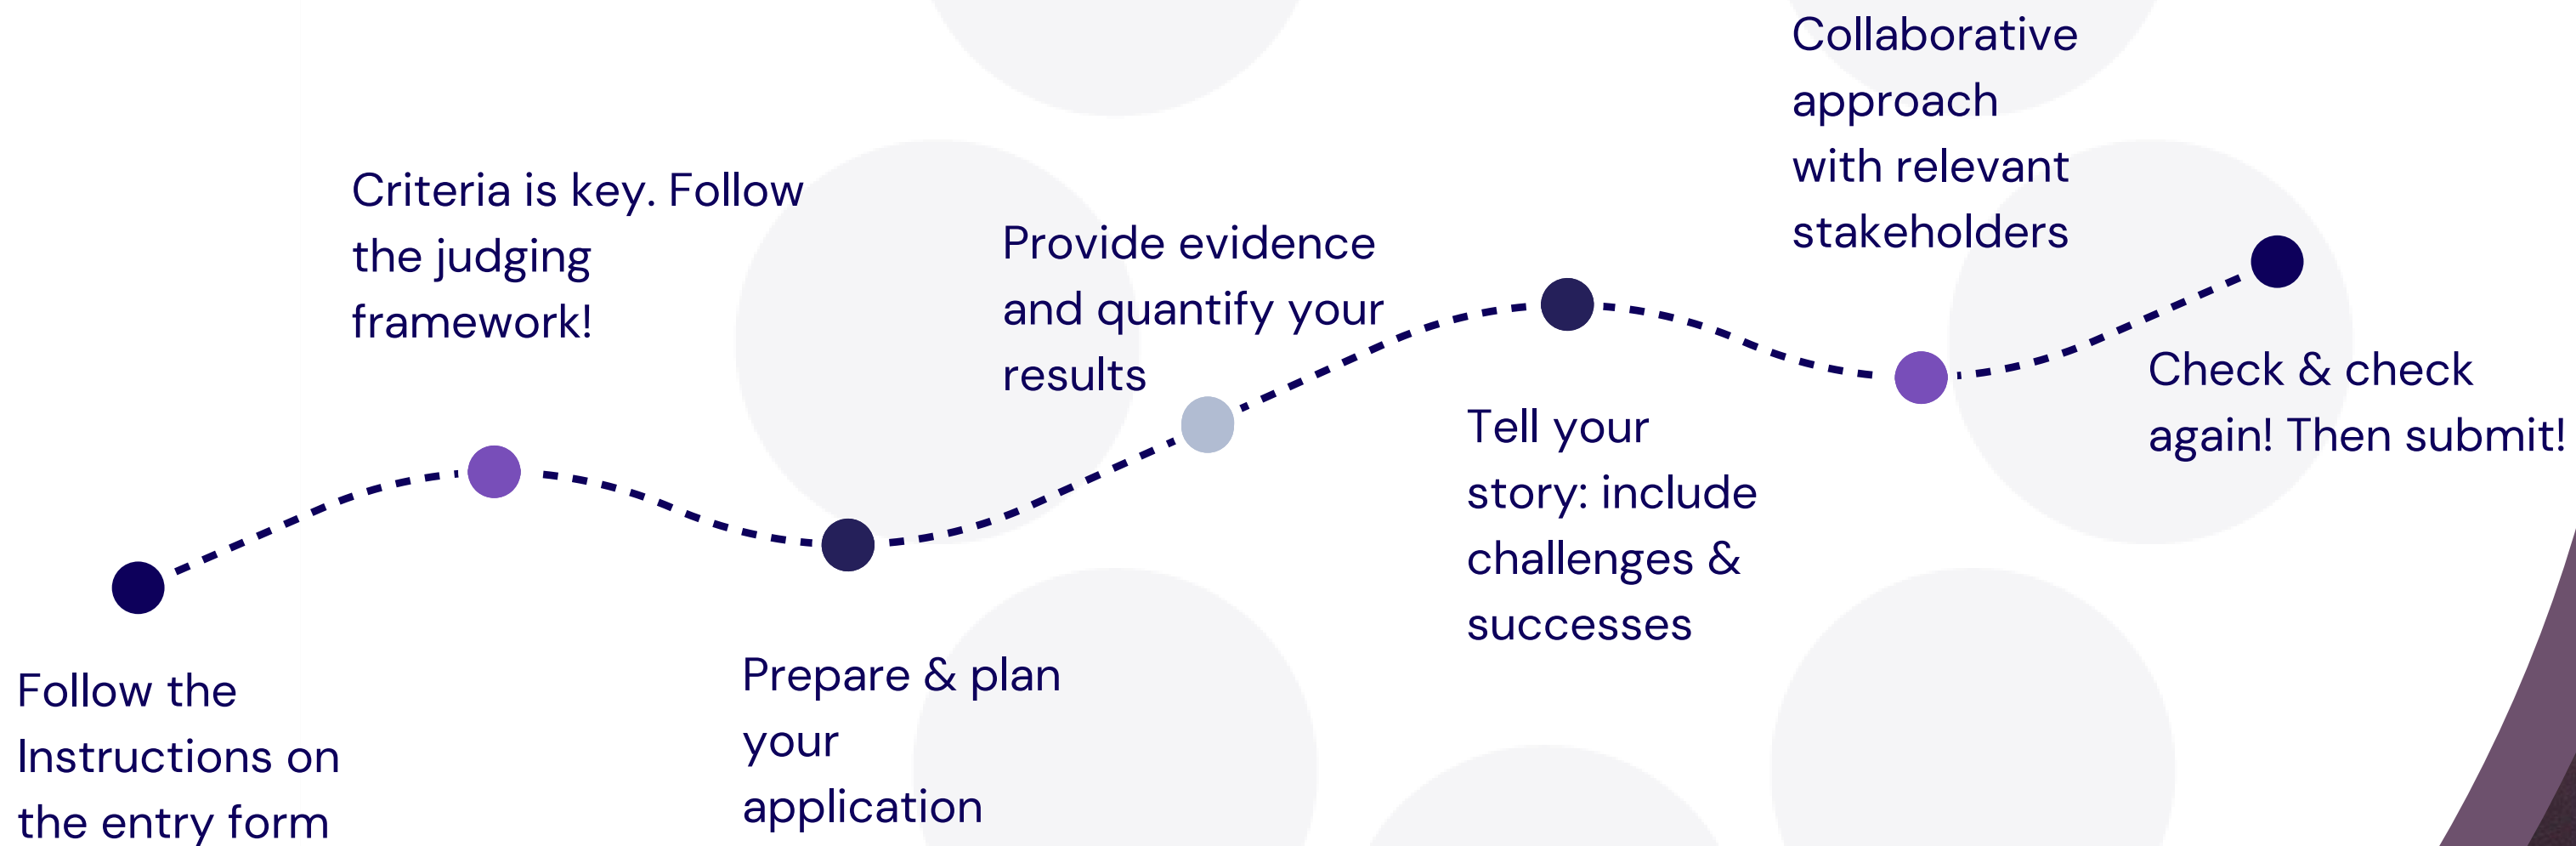 Follow the
Instructions on
the entry form
Criteria is key. Follow
the judging
framework!
Prepare & plan
your
application
Provide evidence
and quantify your
results
Tell your
story: include
challenges &
successes
Collaborative
approach
with relevant
stakeholders
Check & check
again! Then submit!